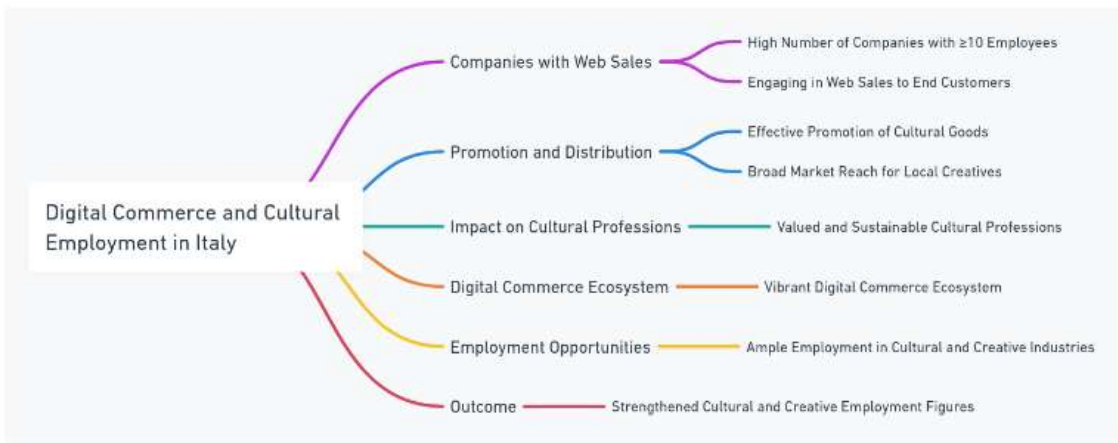 Digital Commerce and Cultural
Employment in Italy
Companies with Web Sales
High Number of Companies with ≥10 Employees
Engaging in Web Sales to End Customers
Promotion and Distribution
Effective Promotion of Cultural Goods
Broad Market Reach for Local Creatives
Impact on Cultural Professions
Valued and Sustainable Cultural Professions
Digital Commerce Ecosystem
Vibrant Digital Commerce Ecosystem
Employment Opportunities
Ample Employment in Cultural and Creative Industries
Outcome
Strengthened Cultural and Creative Employment Figures